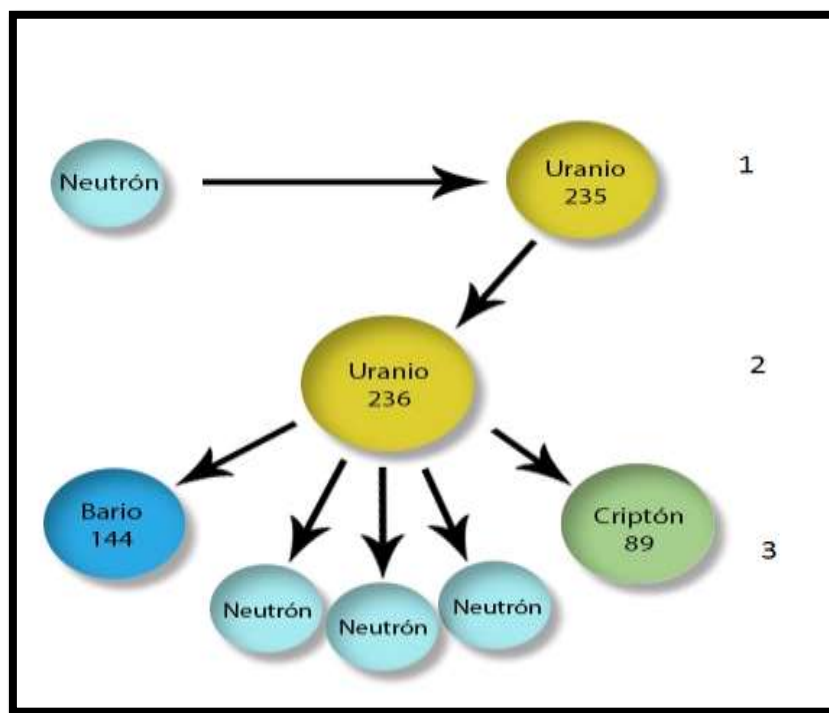 Neutrón
Uranio
235
1
Uranio
236
2
Bario
144
Criptón
89
3
Neutrón
Neutrón
Neutrón